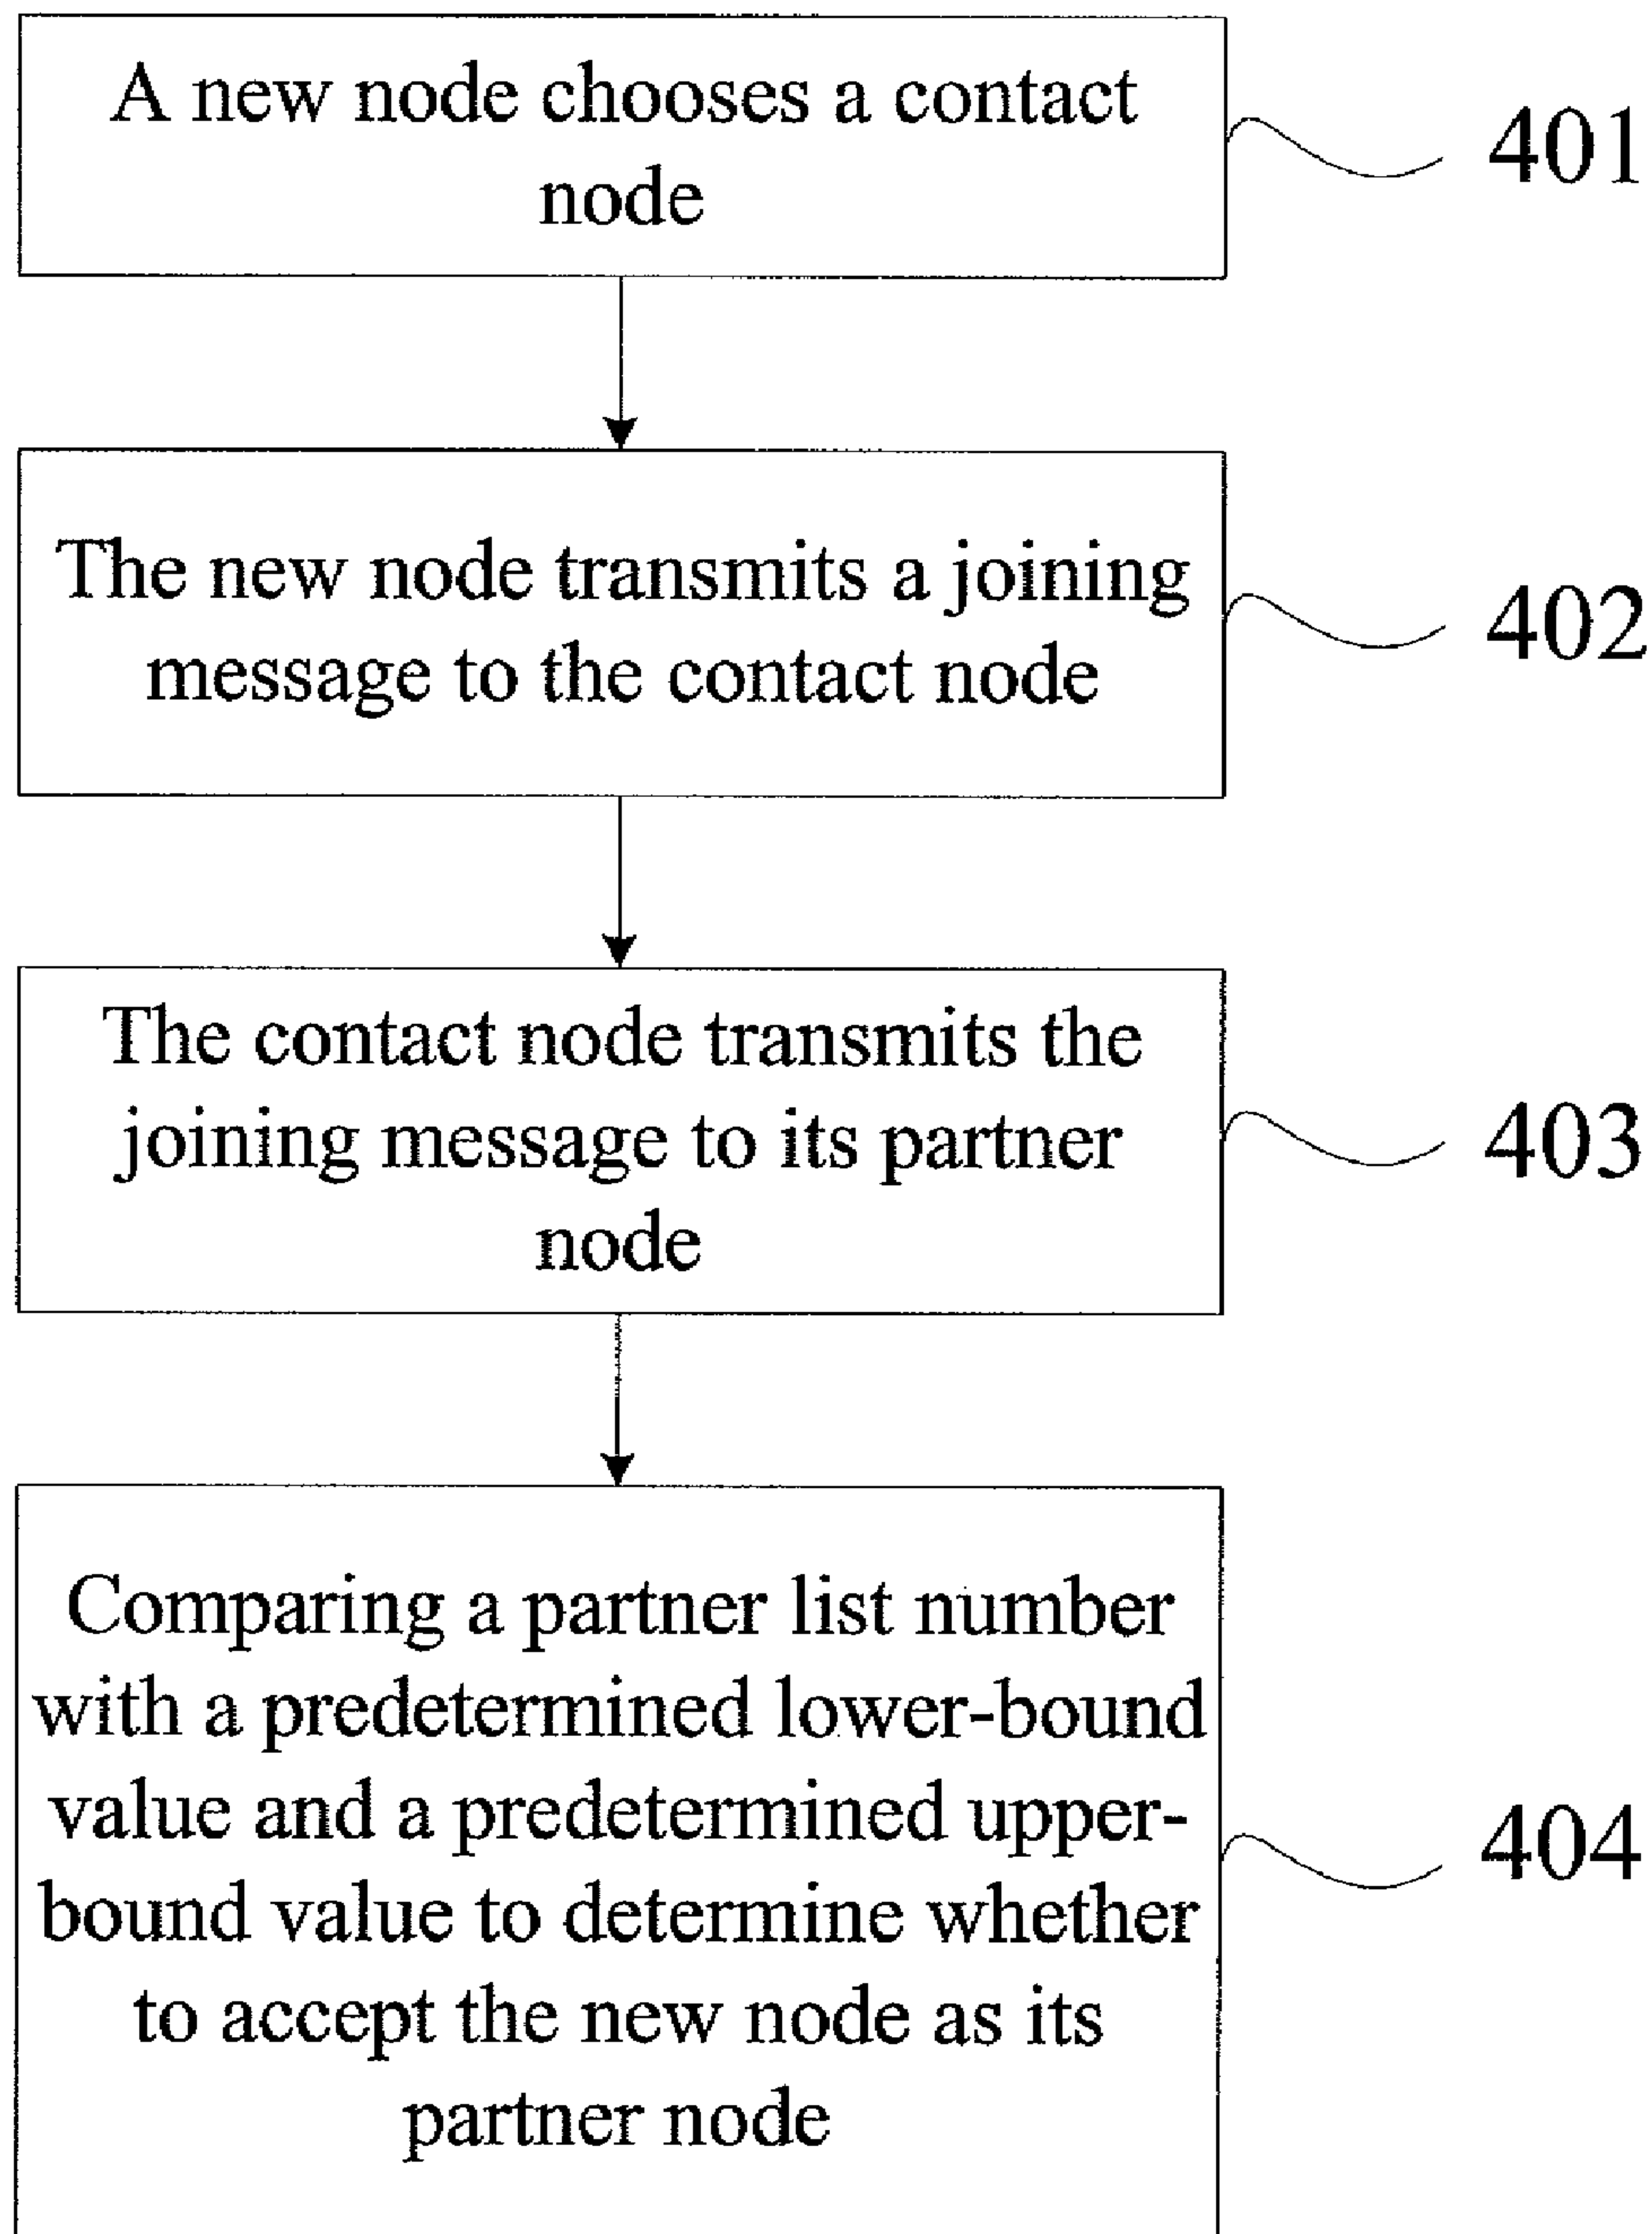 A new node chooses a contact
node
401
The new node transmits a joining
message to the contact node
402
The contact node transmits the
joining message to its partner
node
403
Comparing a partner list number
with a predetermined lower-bound
value and a predetermined upper-
bound value to determine whether
to accept the new node as its
partner node
404